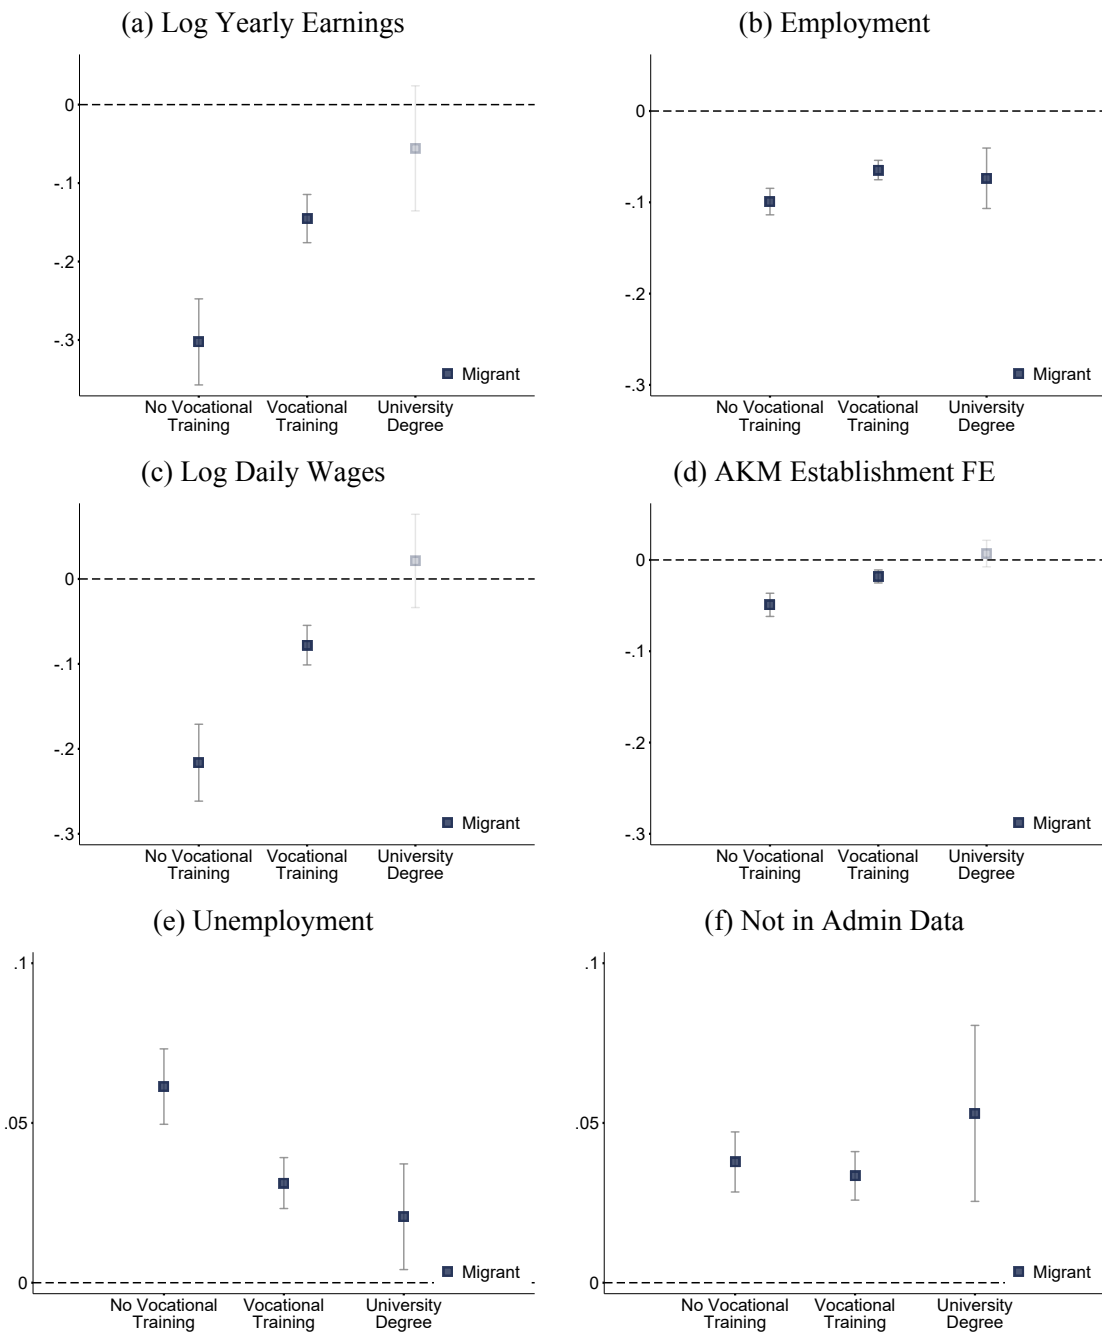 (a) Log Yearly Earnings
0
-.1
-.2
-.3
Migrant
No Vocational Training
Vocational Training
University Degree
(b) Employment
0
-.1
-.2
-.3
Migrant
No Vocational Training
Vocational Training
University Degree
(c) Log Daily Wages
0
-.1
-.2
-.3
Migrant
No Vocational Training
Vocational Training
University Degree
(d) AKM Establishment FE
0
-.1
-.2
-.3
Migrant
No Vocational Training
Vocational Training
University Degree
(e) Unemployment
.1
.05
0
Migrant
No Vocational Training
Vocational Training
University Degree
(f) Not in Admin Data
.1
.05
0
Migrant
No Vocational Training
Vocational Training
University Degree